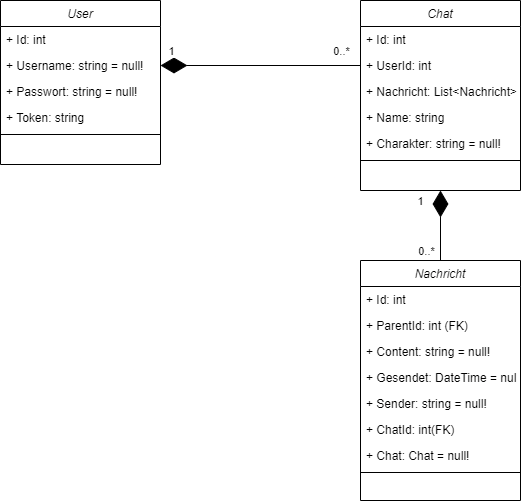 User
+ Id: int
+ Username: string = null!
+ Passwort: string = null!
+ Token: string
1
0..*
Chat
+ Id: int
+ UserId: int
+ Nachricht: List<Nachricht>
+ Name: string
+ Charakter: string = null!
1
0..*
Nachricht
+ Id: int
+ ParentId: int (FK)
+ Content: string = null!
+ Gesendet: DateTime = nul
+ Sender: string = null!
+ ChatId: int(FK)
+ Chat: Chat = null!